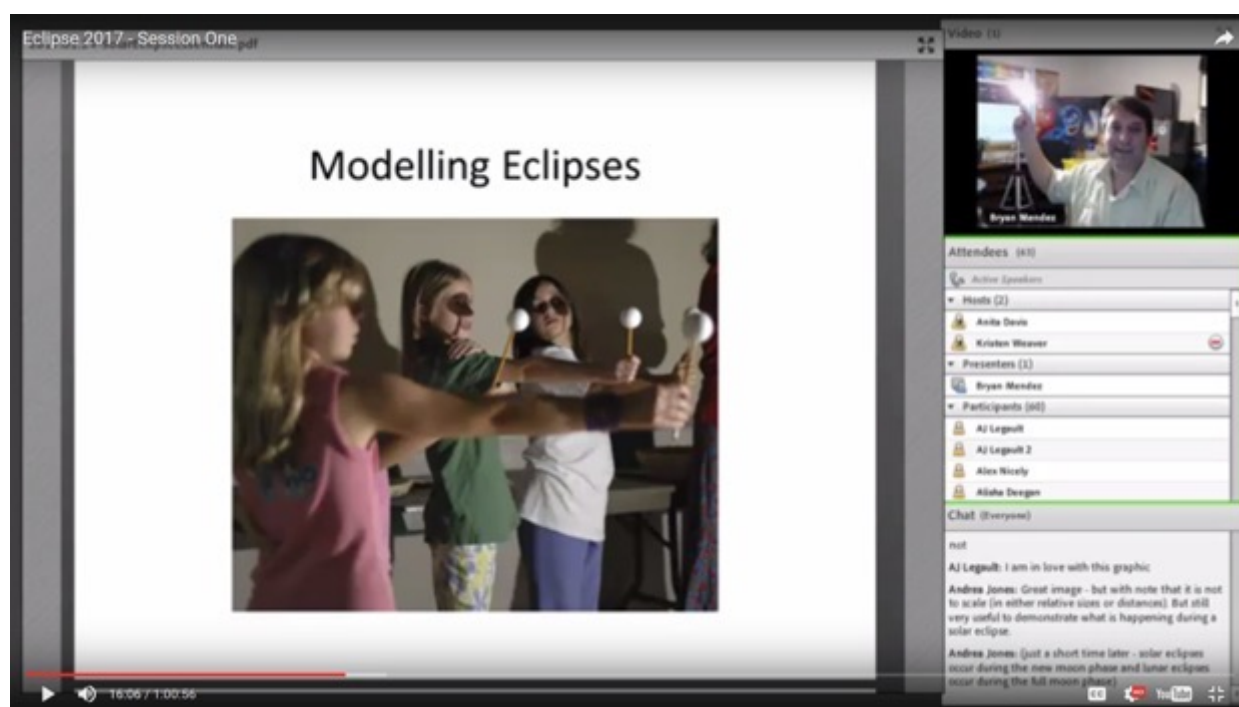 Eclipse 2017 - Session One
.pdf
Video (1)
Modelling Eclipses
Bryan Mendez
Attendees (63)
Active Speakers
Hosts (2)
Anita Davis
Kristen Weaver
Presenters (1)
Bryan Mendez
Participants (60)
AJ Legault
AJ Legault 2
Alex Nicely
Alisha Deegan
Chat (Everyone)
not
AJ Legault: I am in love with this graphic
Andrea Jones: Great image - but with note that it is not
to scale (in either relative sizes or distances). But still
very useful to demonstrate what is happening during a
solar eclipse.
Andrea Jones: (just a short time later - solar eclipses
occur during the new moon phase and lunar eclipses
occur during the full moon phase)
16:06 / 1:00:56
CC
YouTube